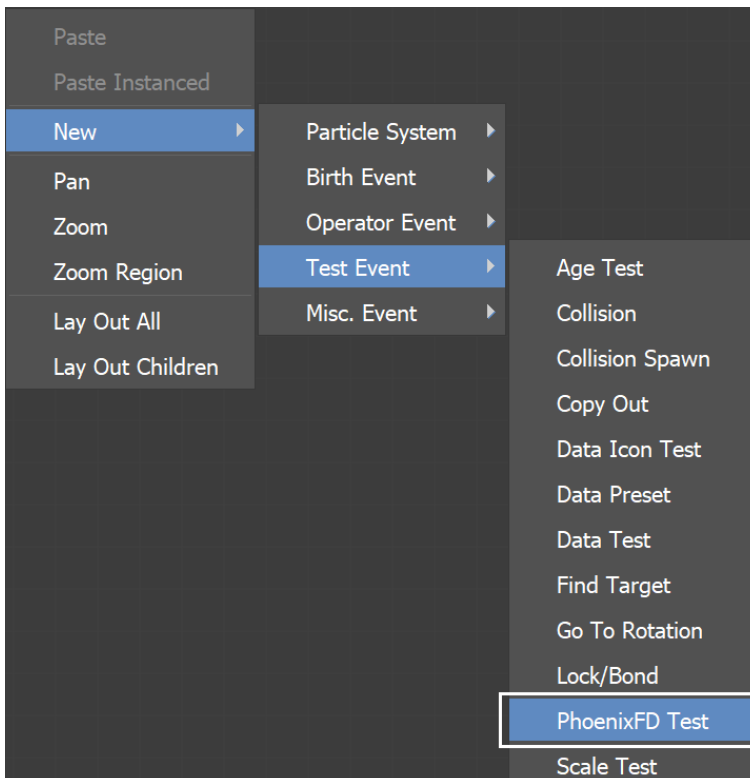 Paste
Paste Instanced
New
Pan
Zoom
Zoom Region
Lay Out All
Lay Out Children
Particle System
Birth Event
Operator Event
Test Event
Misc. Event
Age Test
Collision
Collision Spawn
Copy Out
Data Icon Test
Data Preset
Data Test
Find Target
Go To Rotation
Lock/Bond
PhoenixFD Test
Scale Test